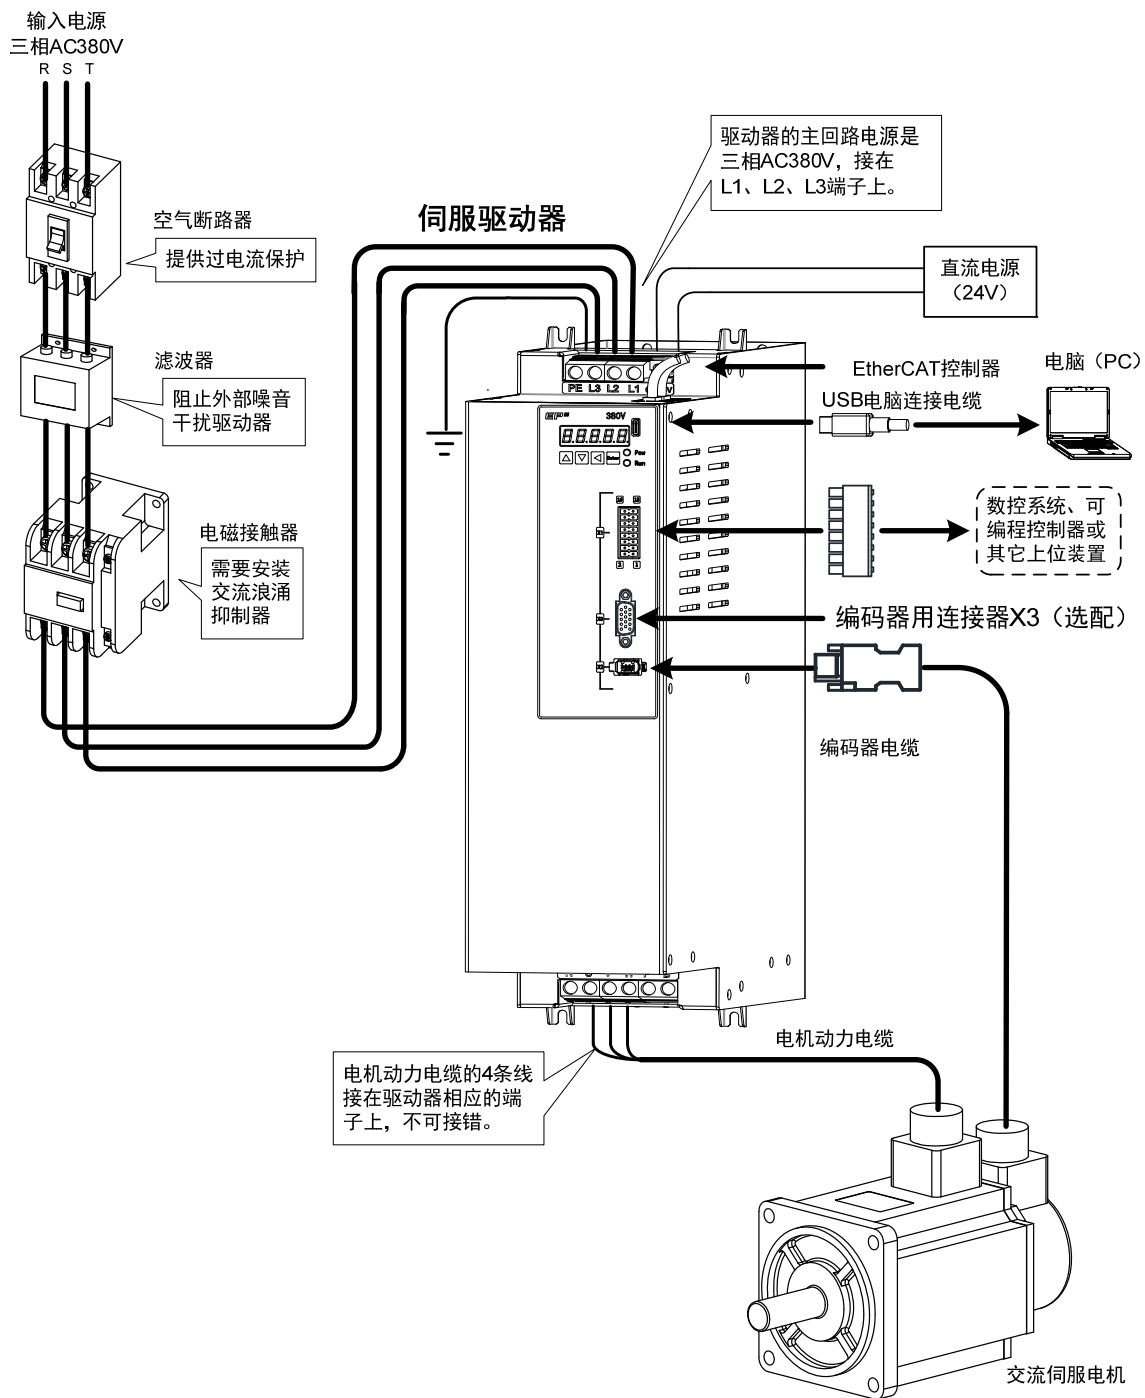 输入电源
三相AC380V
R S T
驱动器的主回路电源是
三相AC380V，接在
L1、L2、L3端子上。
空气断路器
提供过电流保护
伺服驱动器
直流电源
（24V）
滤波器
阻止外部噪音
干扰驱动器
PE L3 L2 L1
EtherCAT控制器
电脑（PC）
USB电脑连接电缆
380V
Pow
Run
Enter
电磁接触器
需要安装
交流浪涌
抑制器
数控系统、可
编程控制器或
其它上位装置
2 1
编码器用连接器X3（选配）
编码器电缆
电机动力电缆
电机动力电缆的4条线
接在驱动器相应的端
子上，不可接错。
交流伺服电机